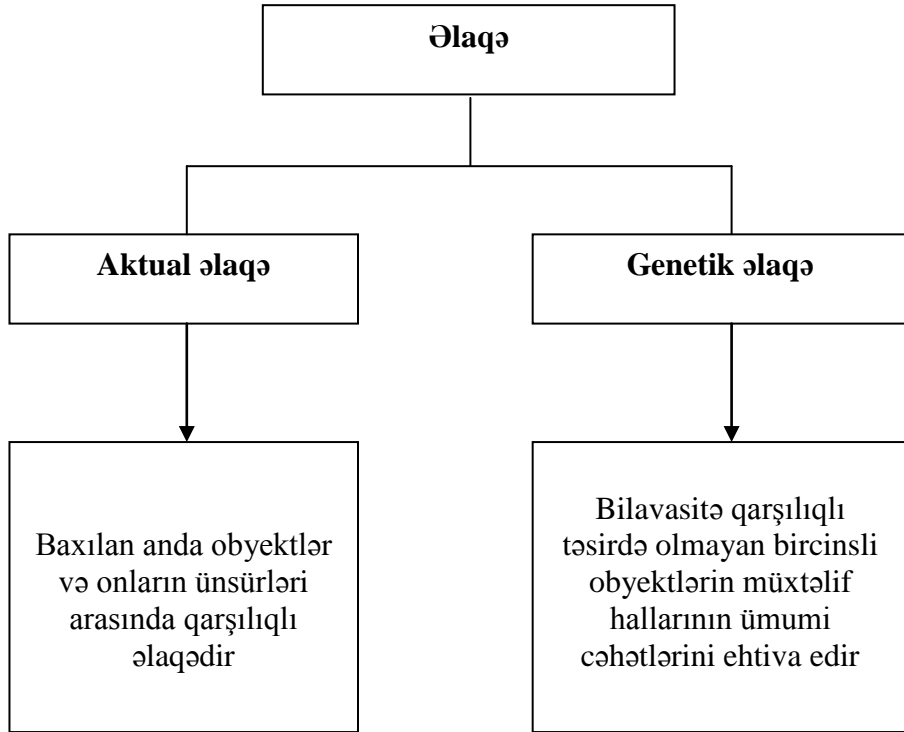 Əlaqə
Aktual əlaqə
Genetik əlaqə
Baxılan anda obyektlər
və onların ünsürləri
arasında qarşılıqlı
əlaqədir
Bilavasitə qarşılıqlı
təsirdə olmayan bircinsli
obyektlərin müxtəlif
hallarının ümumi
cəhətlərini ehtiva edir